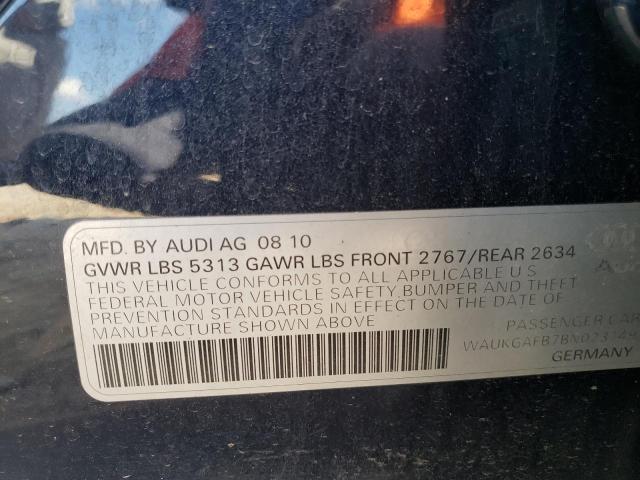 MFD. BY AUDI AG 08 10
GVWR LBS 5313 GAWR LBS FRONT 2767/REAR 2634
THIS VEHICLE CONFORMS TO ALL APPLICABLE U S
FEDERAL MOTOR VEHICLE SAFETY, BUMPER AND THEFT
PREVENTION STANDARDS IN EFFECT ON THE DATE OF
MANUFACTURE SHOWN ABOVE
PASSENGER CAR
GERMANY